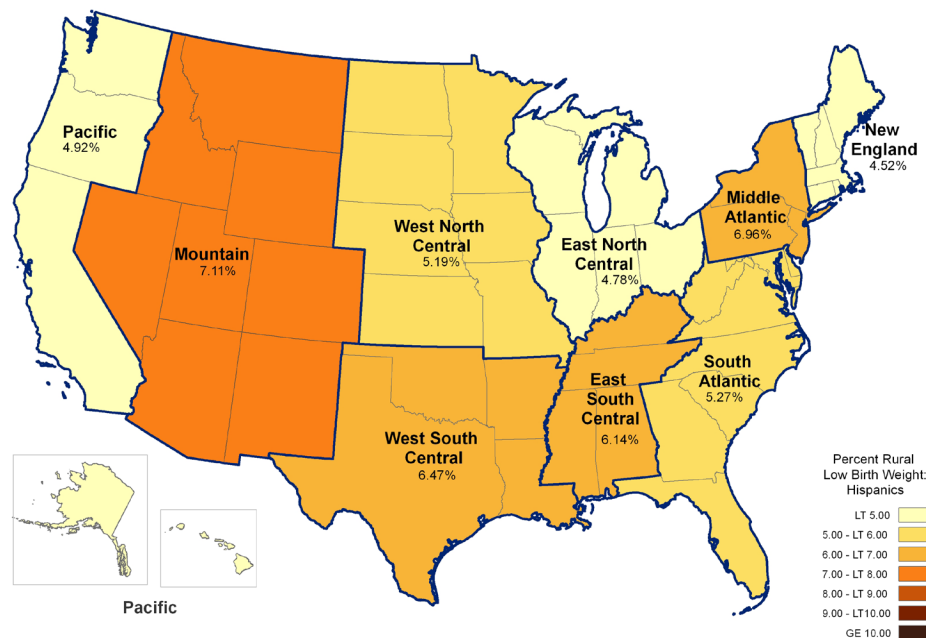 Pacific
4.92%
Mountain
7.11%
West North
Central
5.19%
East North
Central
4.78%
Middle
Atlantic
6.96%
New
England
4.52%
West South
Central
6.47%
East
South
Central
6.14%
South
Atlantic
5.27%
Pacific
Percent Rural
Low Birth Weight:
Hispanics
LT 5.00
5.00 - LT 6.00
6.00 - LT 7.00
7.00 - LT 8.00
8.00 - LT 9.00
9.00 - LT10.00
GE 10.00